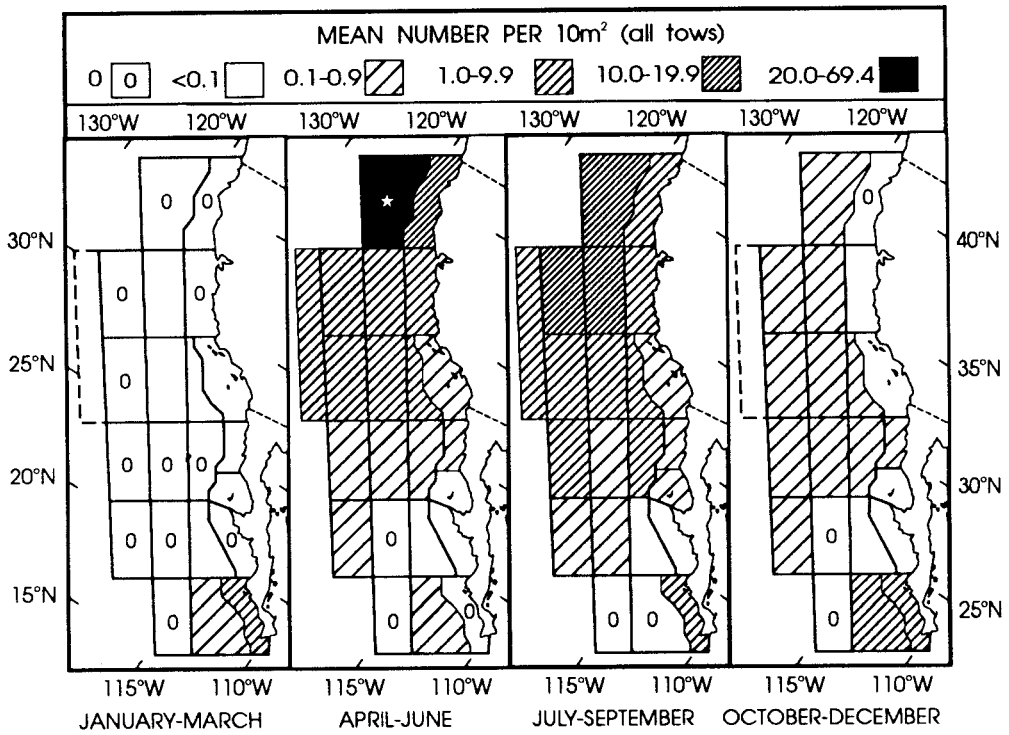 MEAN NUMBER PER 10m² (all tows)
0 0 <0.1 0.1-0.9 1.0-9.9 10.0-19.9 20.0-69.4
130°W 120°W 130°W 120°W 130°W 120°W 130°W 120°W
0 0 0
30°N 40°N
0 0
25°N 35°N
0
0 0 0
20°N 30°N
0 0 0 0 0
15°N 25°N
0 0 0 0 0 0
115°W 110°W 115°W 110°W 115°W 110°W 115°W 110°W
JANUARY-MARCH APRIL-JUNE JULY-SEPTEMBER OCTOBER-DECEMBER